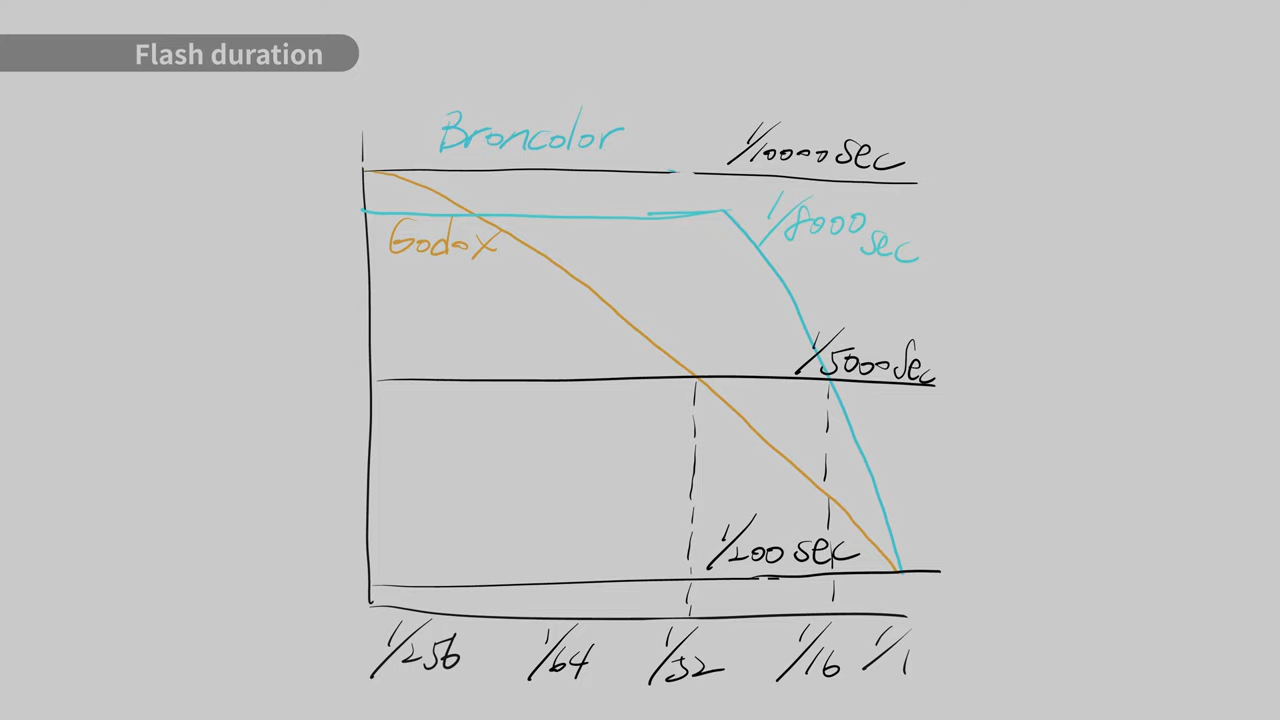 Flash duration
Broncolor
1/10000 sec
1/8000 sec
Godox
1/5000 Sec
1/200 sec
1/256 1/64 1/32 1/16 1/1